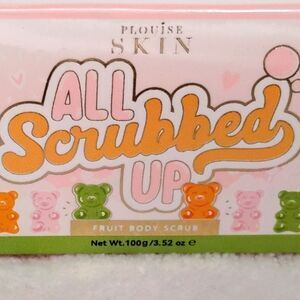 PLOUISE
SKIN
ALL
Scrubbed
UP
FRUIT BODY SCRUB
Net Wt.100g/3.52 oz e